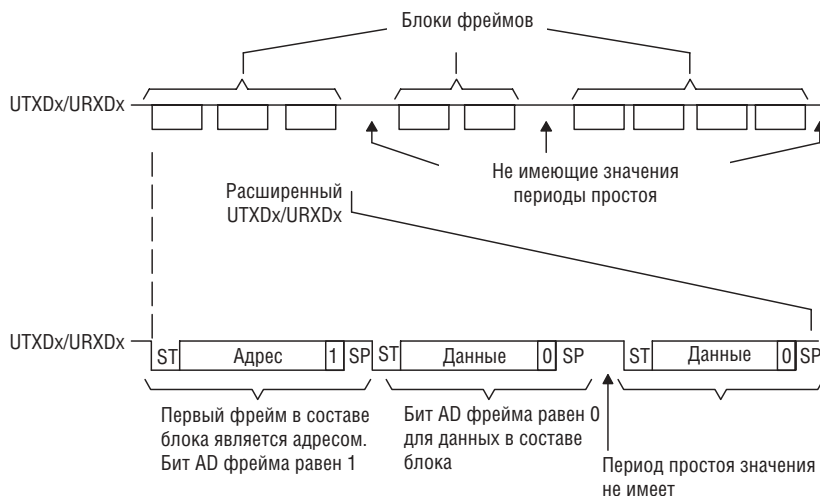 Блоки фреймов
UTXDx/URXDx
Не имеющие значения
периоды простоя
Расширенный
UTXDx/URXDx
UTXDx/URXDx
ST Адрес 1 SP ST Данные 0 SP ST Данные 0 SP
Первый фрейм в составе
блока является адресом.
Бит AD фрейма равен 1
Бит AD фрейма равен 0
для данных в составе
блока
Период простоя значения
не имеет